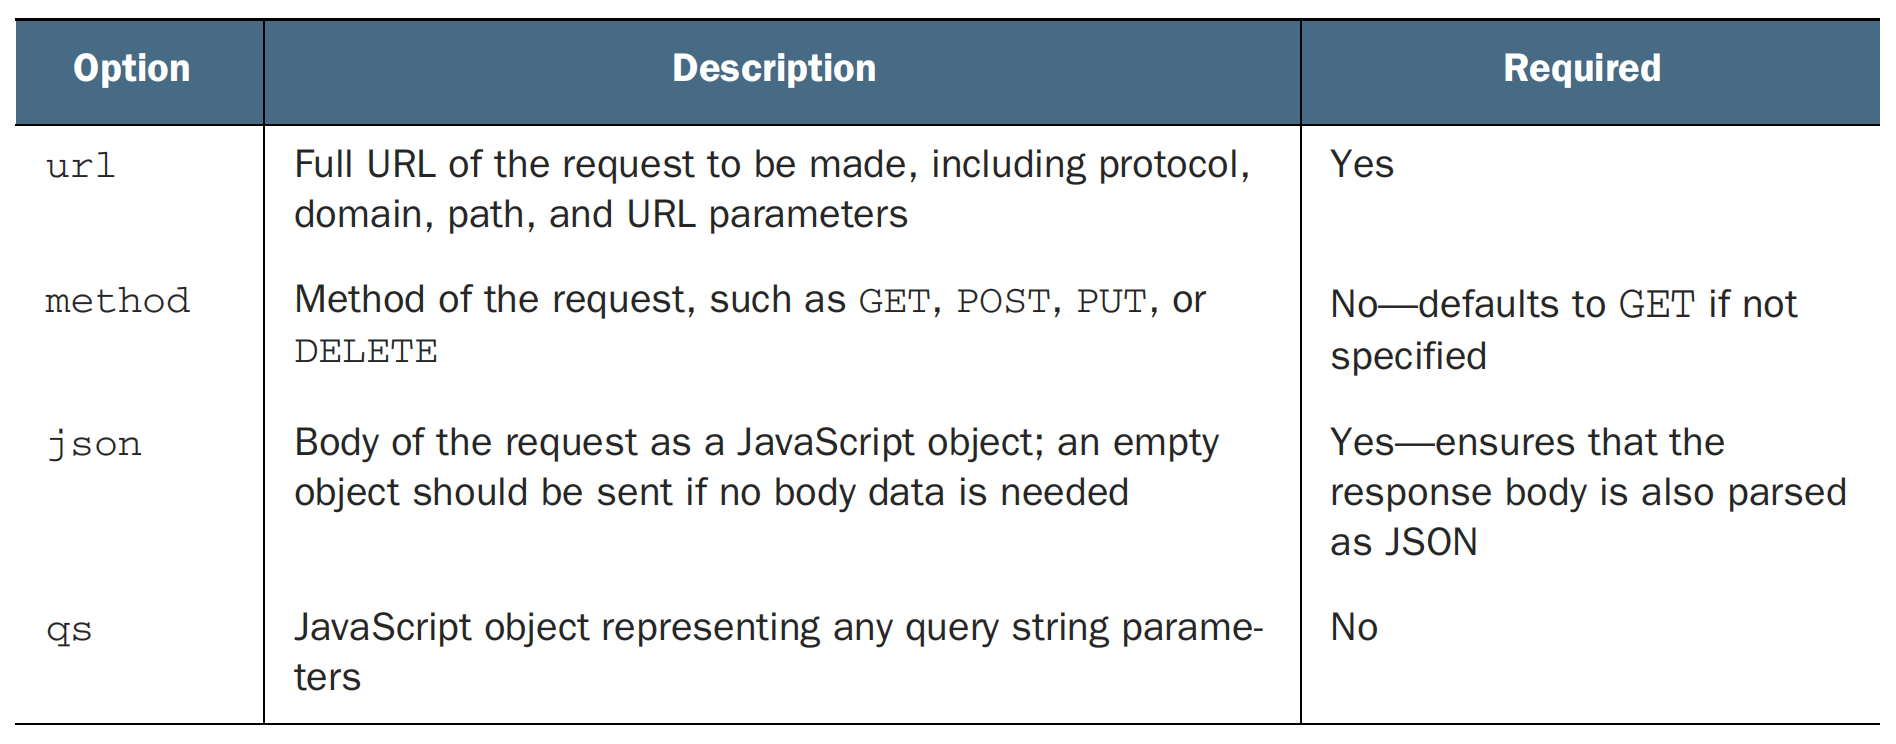 Option Description Required
url Full URL of the request to be made, including protocol, Yes
domain, path, and URL parameters
method Method of the request, such as GET, POST, PUT, or No—defaults to GET if not
DELETE specified
json Body of the request as a JavaScript object; an empty Yes—ensures that the
object should be sent if no body data is needed response body is also parsed
as JSON
qs JavaScript object representing any query string parame- No
ters